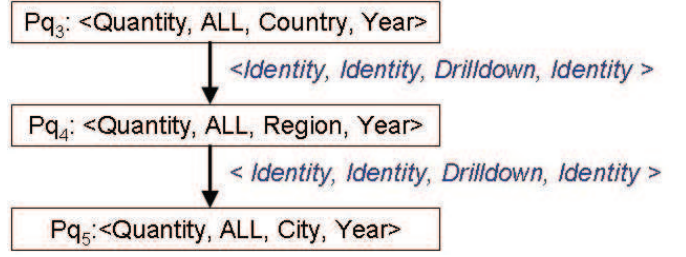 Pq₃: <Quantity, ALL, Country, Year>
<Identity, Identity, Drilldown, Identity >
Pq₄: <Quantity, ALL, Region, Year>
< Identity, Identity, Drilldown, Identity >
Pq₅:<Quantity, ALL, City, Year>